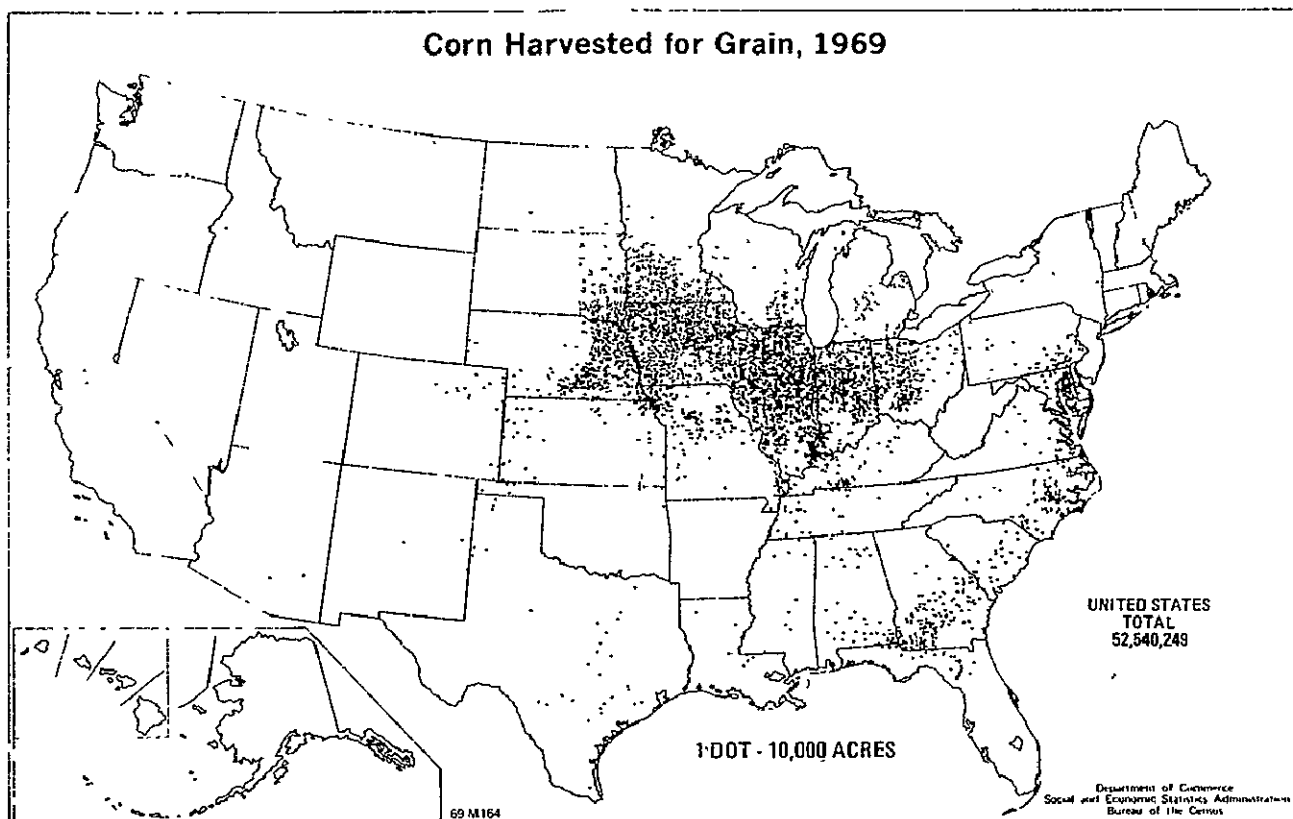 Corn Harvested for Grain, 1969
UNITED STATES
TOTAL
52,540,249
1 DOT - 10,000 ACRES
69 M164
Department of Commerce
Social and Economic Statistics Administration
Bureau of the Census